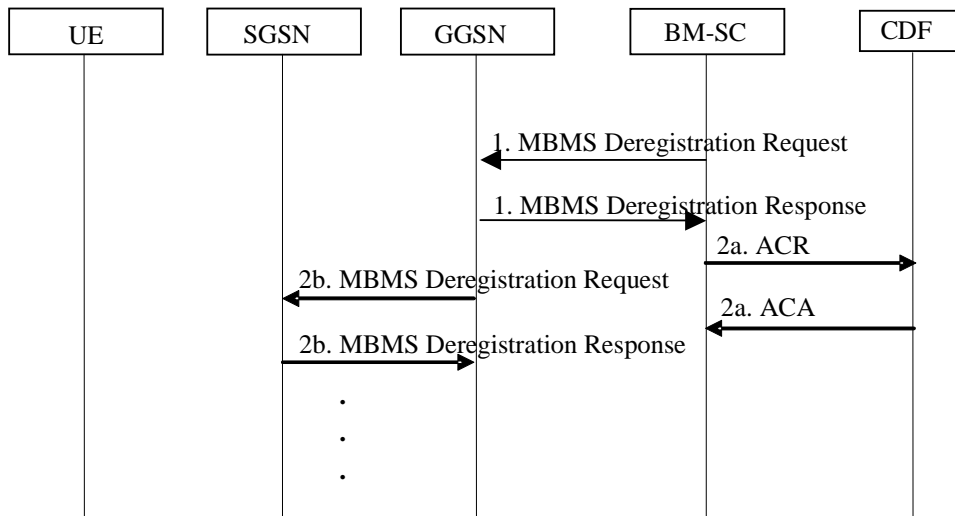 UE
SGSN
GGSN
BM-SC
CDF
1. MBMS Deregistration Request
1. MBMS Deregistration Response
2a. ACR
2b. MBMS Deregistration Request
2a. ACA
2b. MBMS Deregistration Response
.
.
.